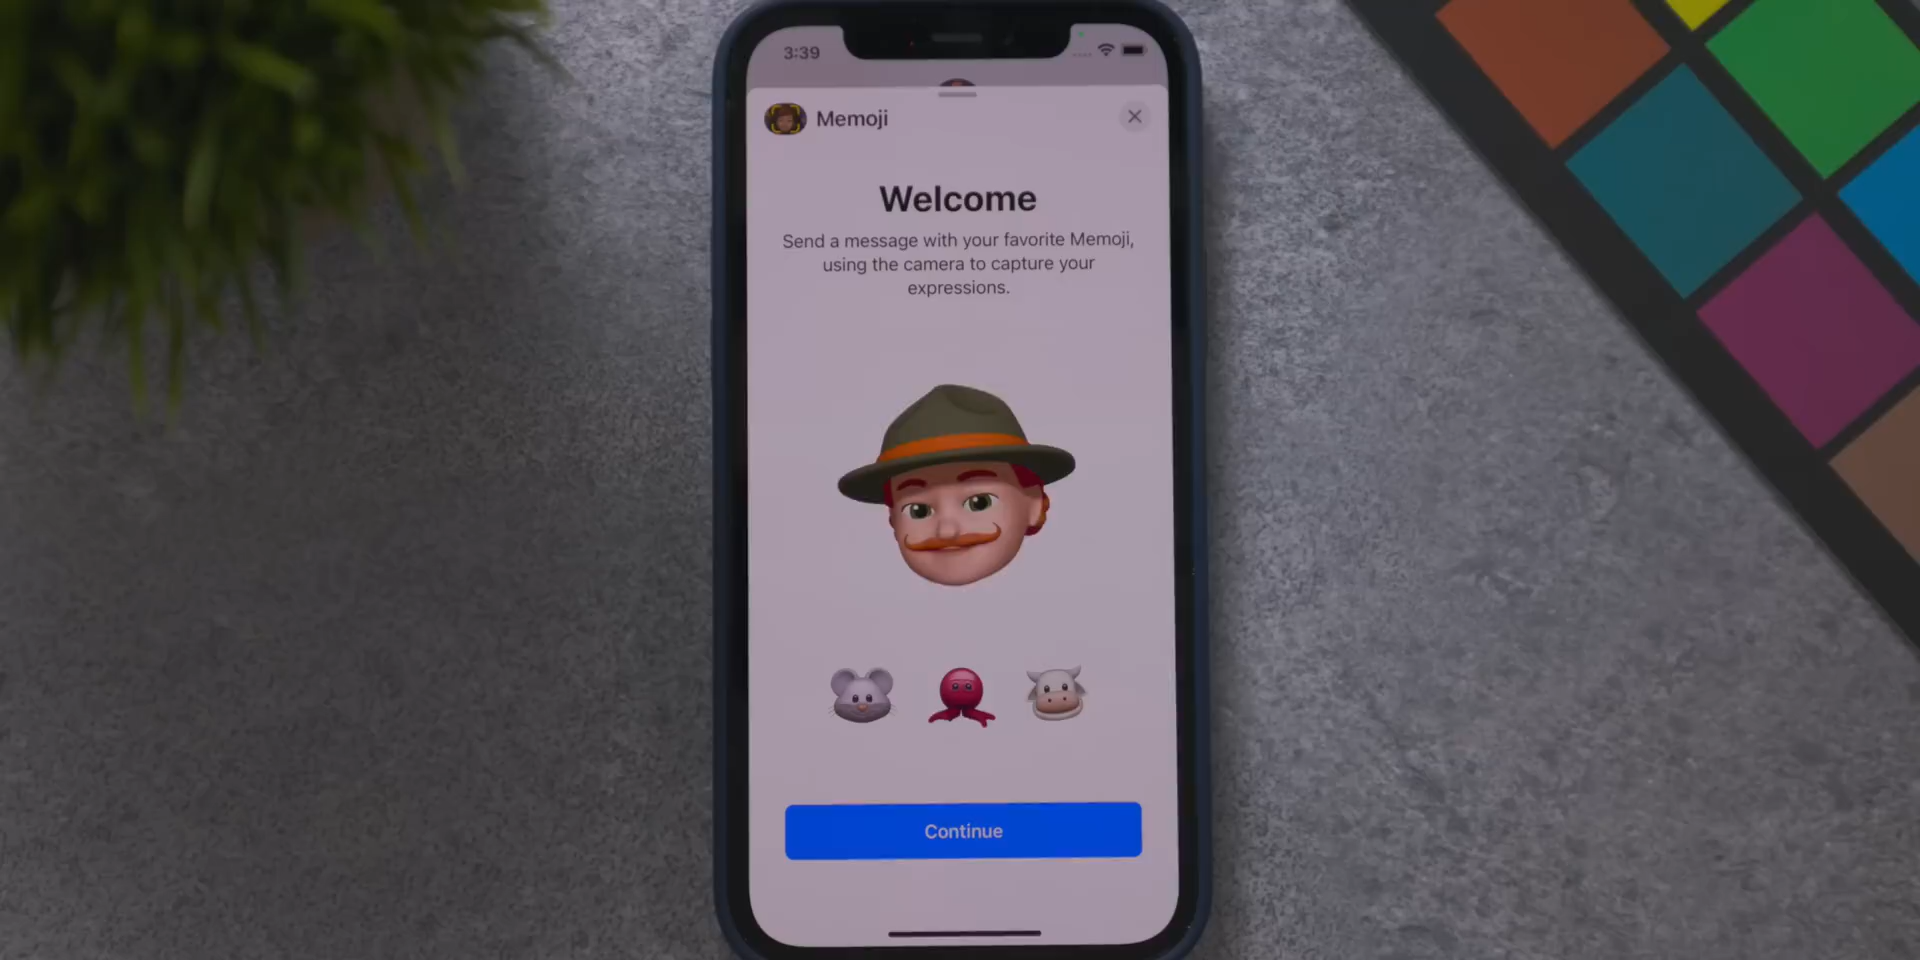 3:39
Memoji
Welcome
Send a message with your favorite Memoji,
using the camera to capture your
expressions.
Continue